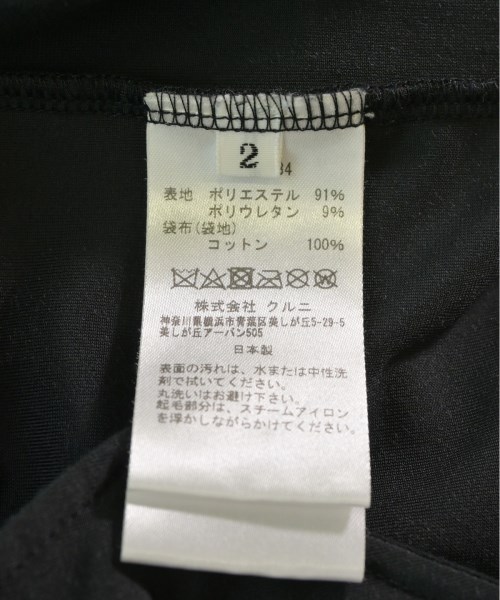 2
34
表地 ポリエステル 91%
ポリウレタン 9%
袋布(袋地)
コットン 100%
株式会社 クルニ
神奈川県横浜市青葉区美しが丘5-29-5
美しが丘アーバン505
日本製
表面の汚れは、水または中性洗
剤で拭いてください。
丸洗いはお避け下さい。
起毛部分は、スチームアイロン
を浮かしながらかけてください。